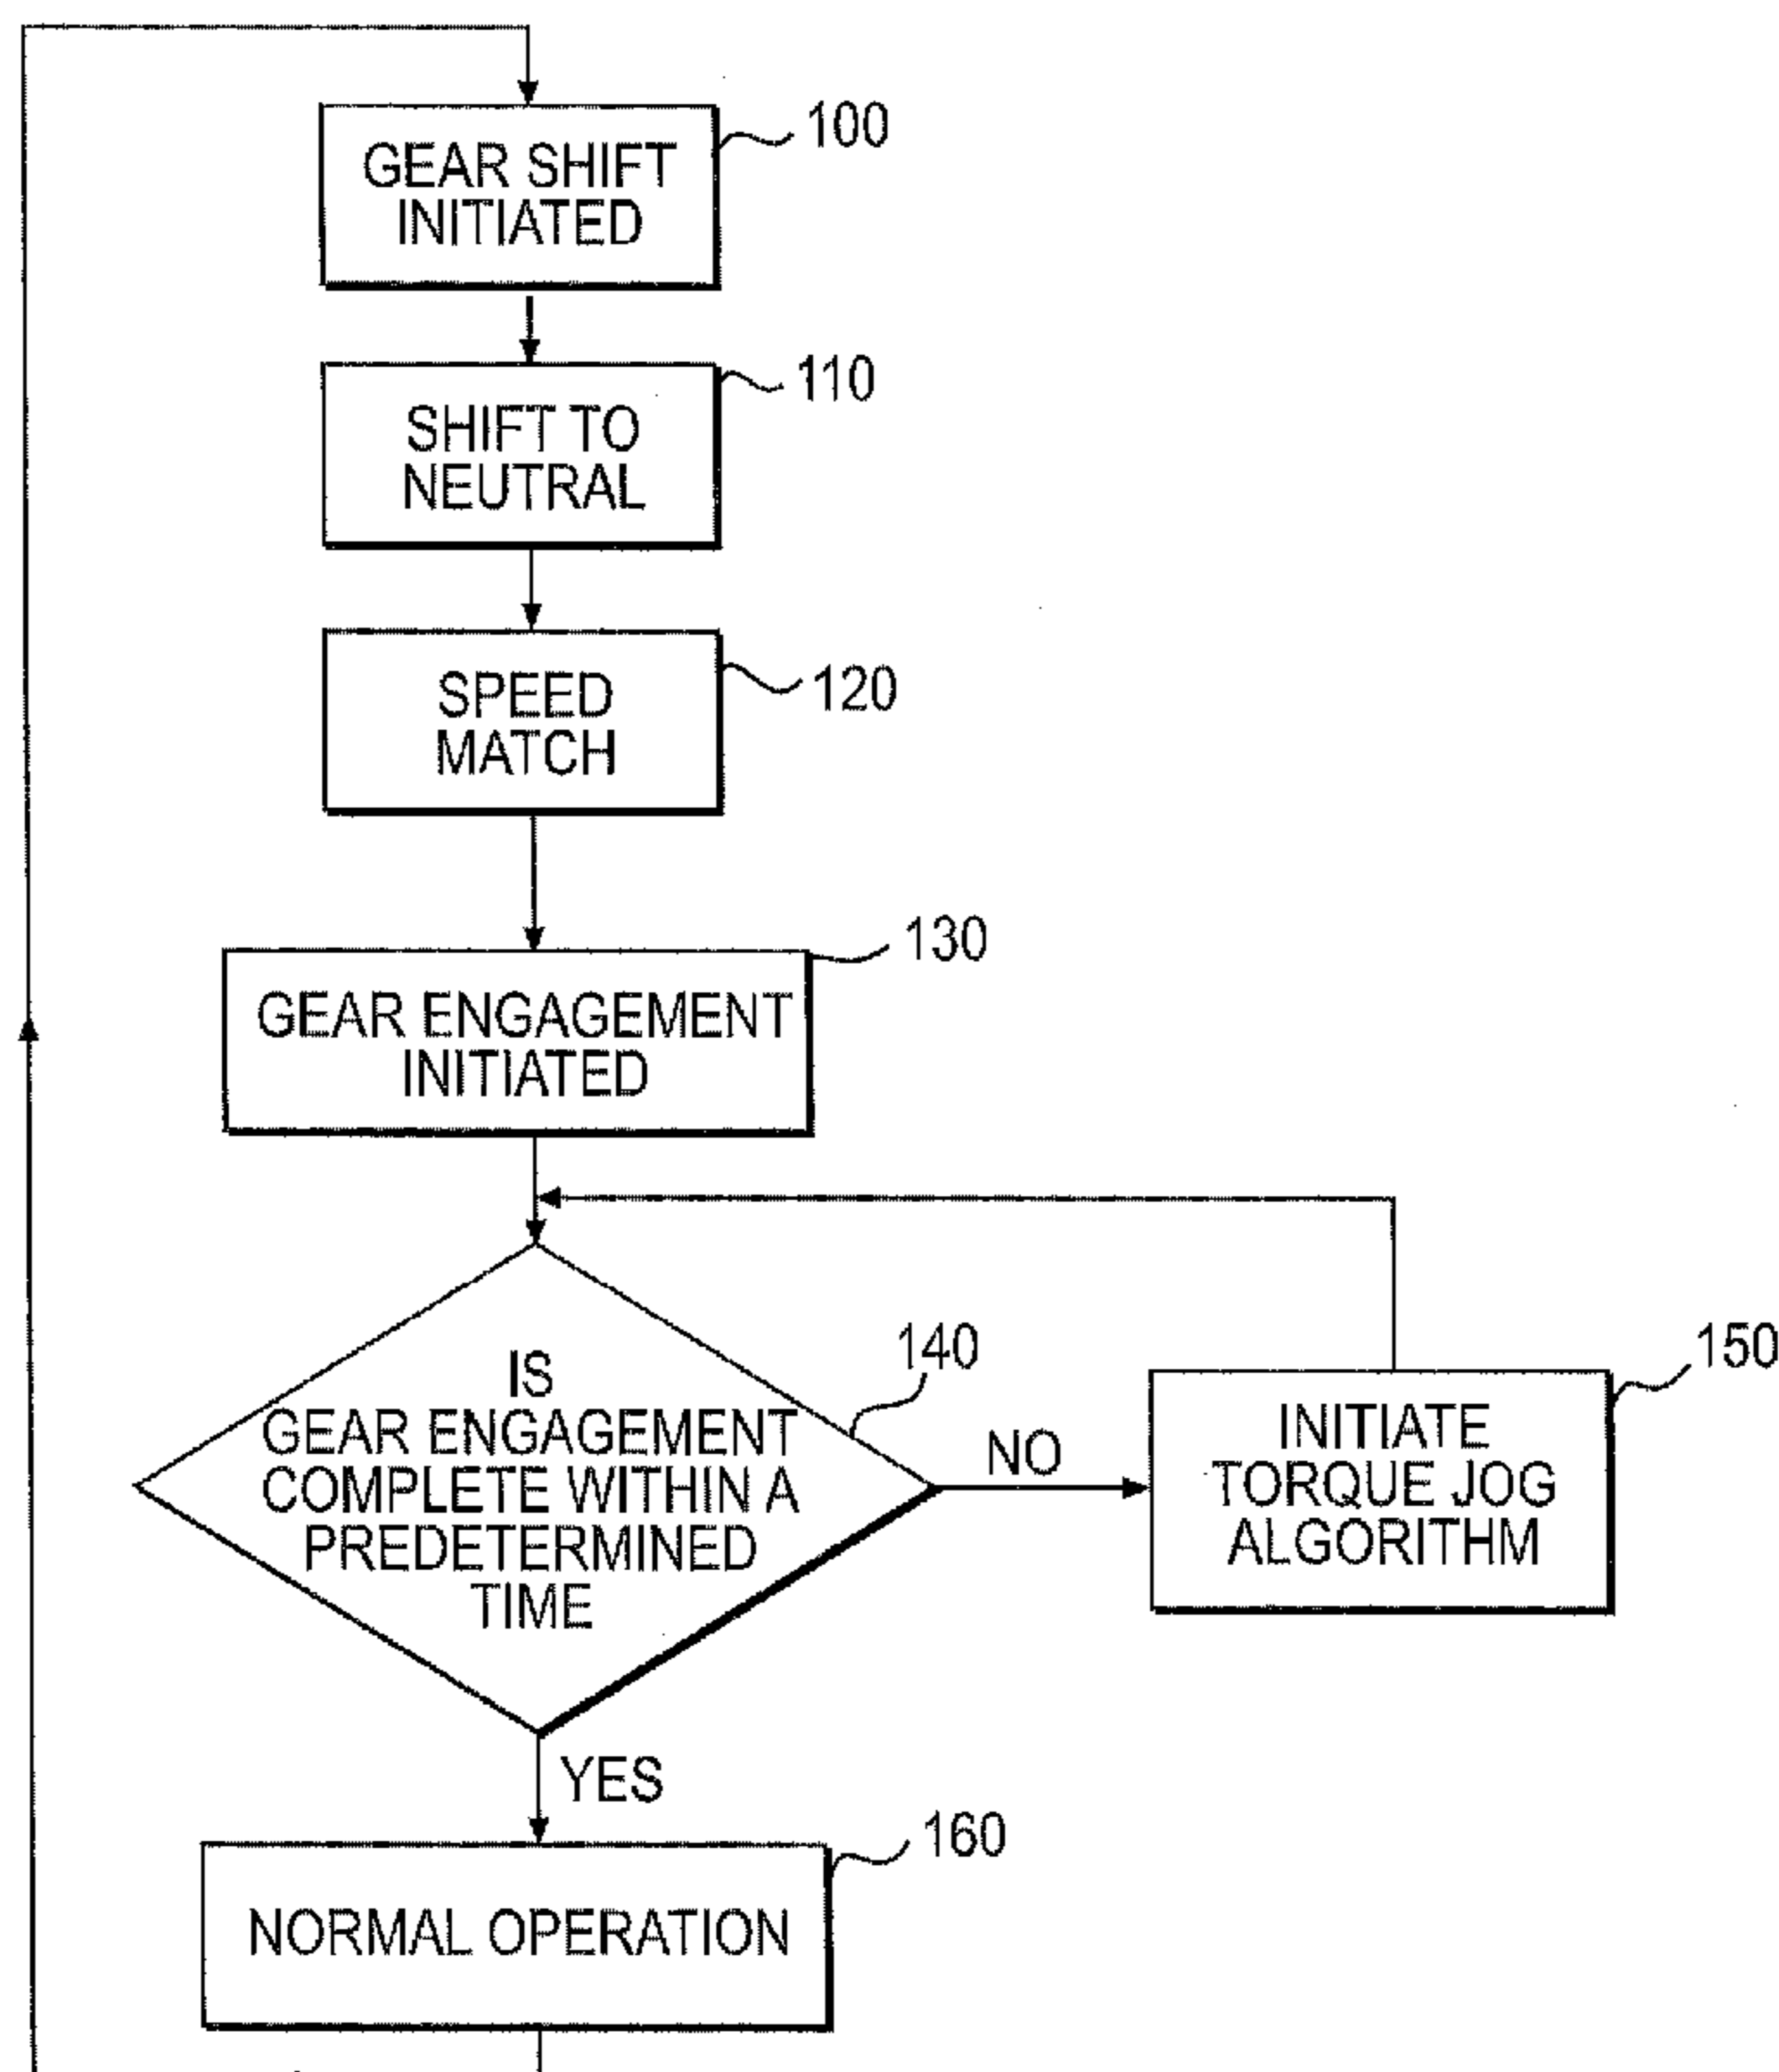 100
GEAR SHIFT
INITIATED
110
SHIFT TO
NEUTRAL
120
SPEED
MATCH
130
GEAR ENGAGEMENT
INITIATED
140
IS
GEAR ENGAGEMENT
COMPLETE WITHIN A
PREDETERMINED
TIME
NO
150
INITIATE
TORQUE JOG
ALGORITHM
YES
160
NORMAL OPERATION